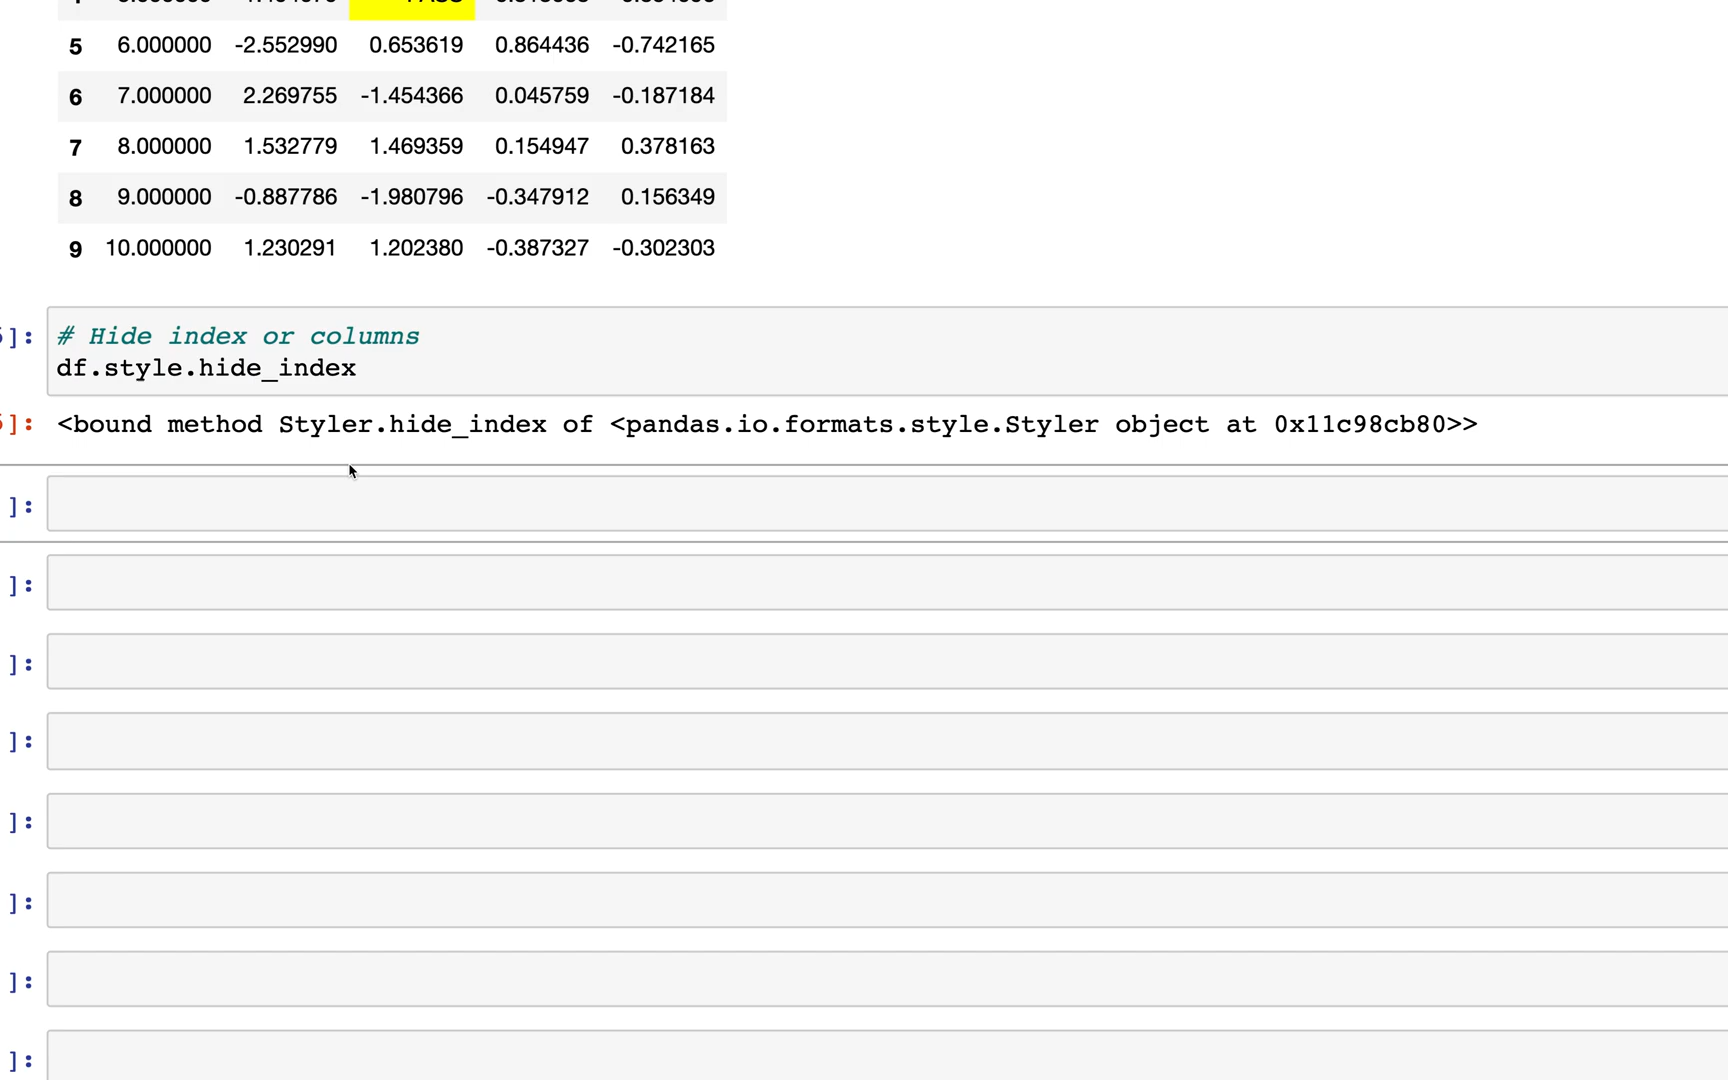 5 6.000000 -2.552990 0.653619 0.864436 -0.742165
6 7.000000 2.269755 -1.454366 0.045759 -0.187184
7 8.000000 1.532779 1.469359 0.154947 0.378163
8 9.000000 -0.887786 -1.980796 -0.347912 0.156349
9 10.000000 1.230291 1.202380 -0.387327 -0.302303
]: # Hide index or columns
df.style.hide_index
]: <bound method Styler.hide_index of <pandas.io.formats.style.Styler object at 0x11c98cb80>>
]:
]:
]:
]:
]:
]:
]:
]: